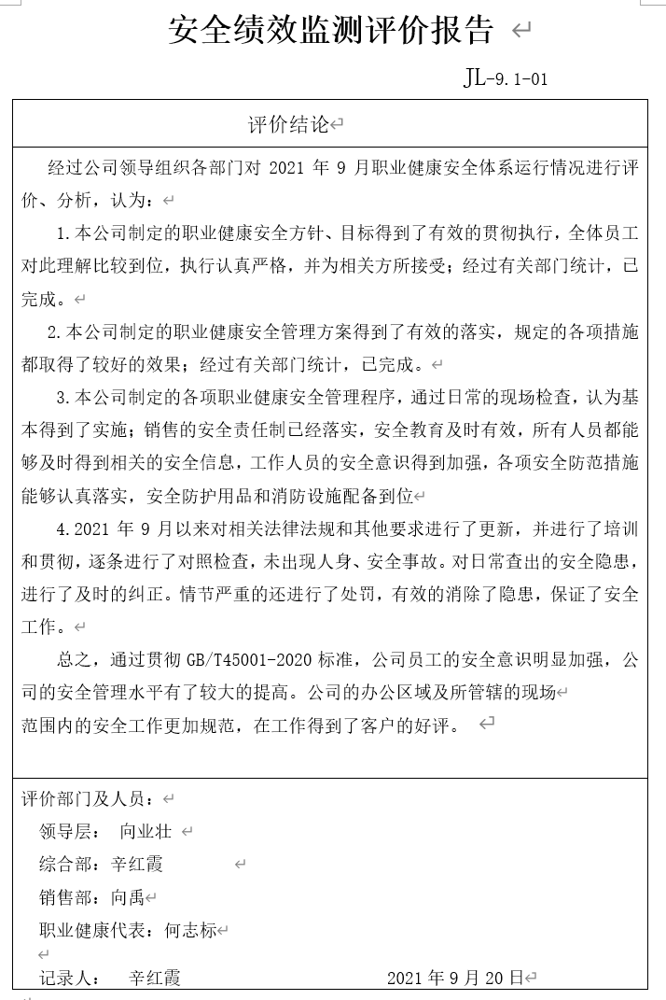 安全绩效监测评价报告
JL-9.1-01
评价结论
经过公司领导组织各部门对 2021 年 9 月职业健康安全体系运行情况进行评
价、分析，认为：
1.本公司制定的职业健康安全方针、目标得到了有效的贯彻执行，全体员工
对此理解比较到位，执行认真严格，并为相关方所接受；经过有关部门统计，已
完成。
2.本公司制定的职业健康安全管理方案得到了有效的落实，规定的各项措施
都取得了较好的效果；经过有关部门统计，已完成。
3.本公司制定的各项职业健康安全管理程序，通过日常的现场检查，认为基
本得到了实施；销售的安全责任制已经落实，安全教育及时有效，所有人员都能
够及时得到相关的安全信息，工作人员的安全意识得到加强，各项安全防范措施
能够认真落实，安全防护用品和消防设施配备到位
4.2021 年 9 月以来对相关法律法规和其他要求进行了更新，并进行了培训
和贯彻，逐条进行了对照检查，未出现人身、安全事故。对日常查出的安全隐患，
进行了及时的纠正。情节严重的还进行了处罚，有效的消除了隐患，保证了安全
工作。
总之，通过贯彻 GB/T45001-2020 标准，公司员工的安全意识明显加强，公
司的安全管理水平有了较大的提高。公司的办公区域及所管辖的现场
范围内的安全工作更加规范，在工作得到了客户的好评。
评价部门及人员：
领导层： 向业壮
综合部：辛红霞
销售部：向禹
职业健康代表：何志标
记录人： 辛红霞 2021 年 9 月 20 日